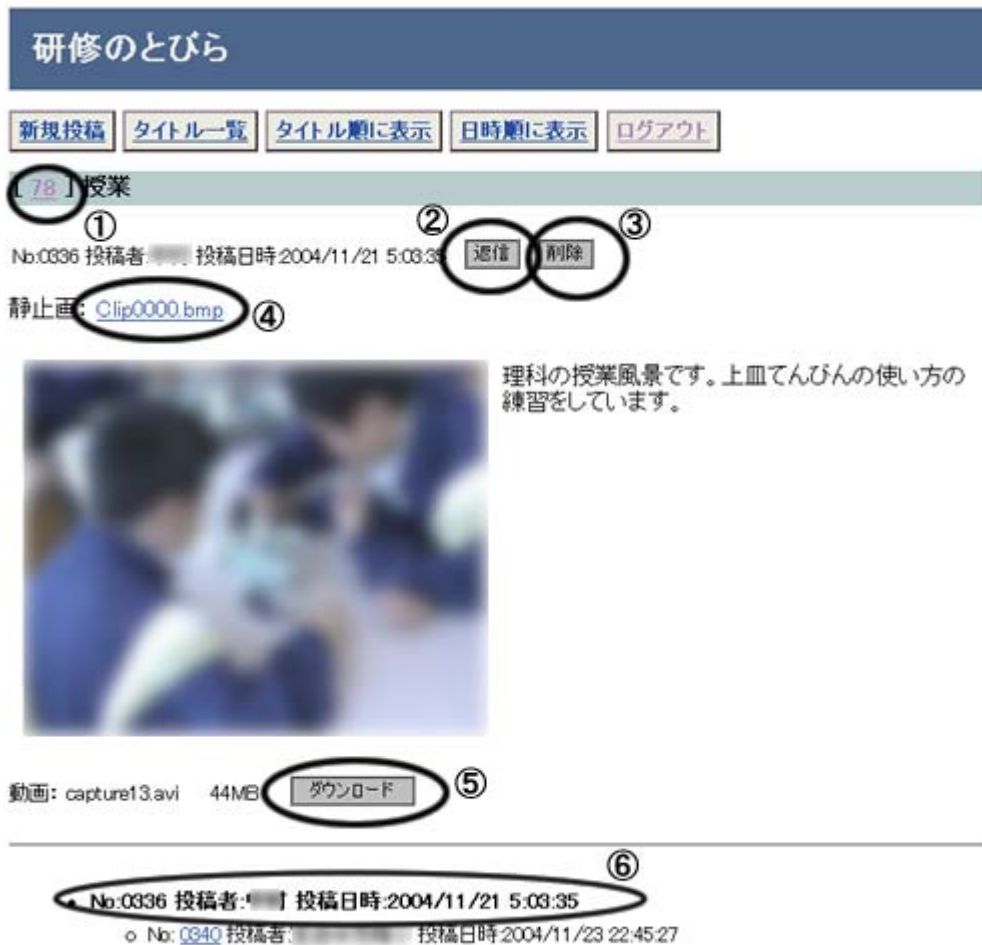 研修のとびら
新規投稿 タイトル一覧 タイトル順に表示 日時順に表示 ログアウト
[ 78 ] 授業
① ② ③
No:0336 投稿者: 投稿日時:2004/11/21 5:03:35 返信 削除
静止画: Clip0000.bmp ④
理科の授業風景です。上皿てんびんの使い方の
練習をしています。
動画: capture13.avi 44MB ダウンロード ⑤
⑥
• No:0336 投稿者: 投稿日時:2004/11/21 5:03:35
○ No: 0340 投稿者: 投稿日時:2004/11/23 22:45:27